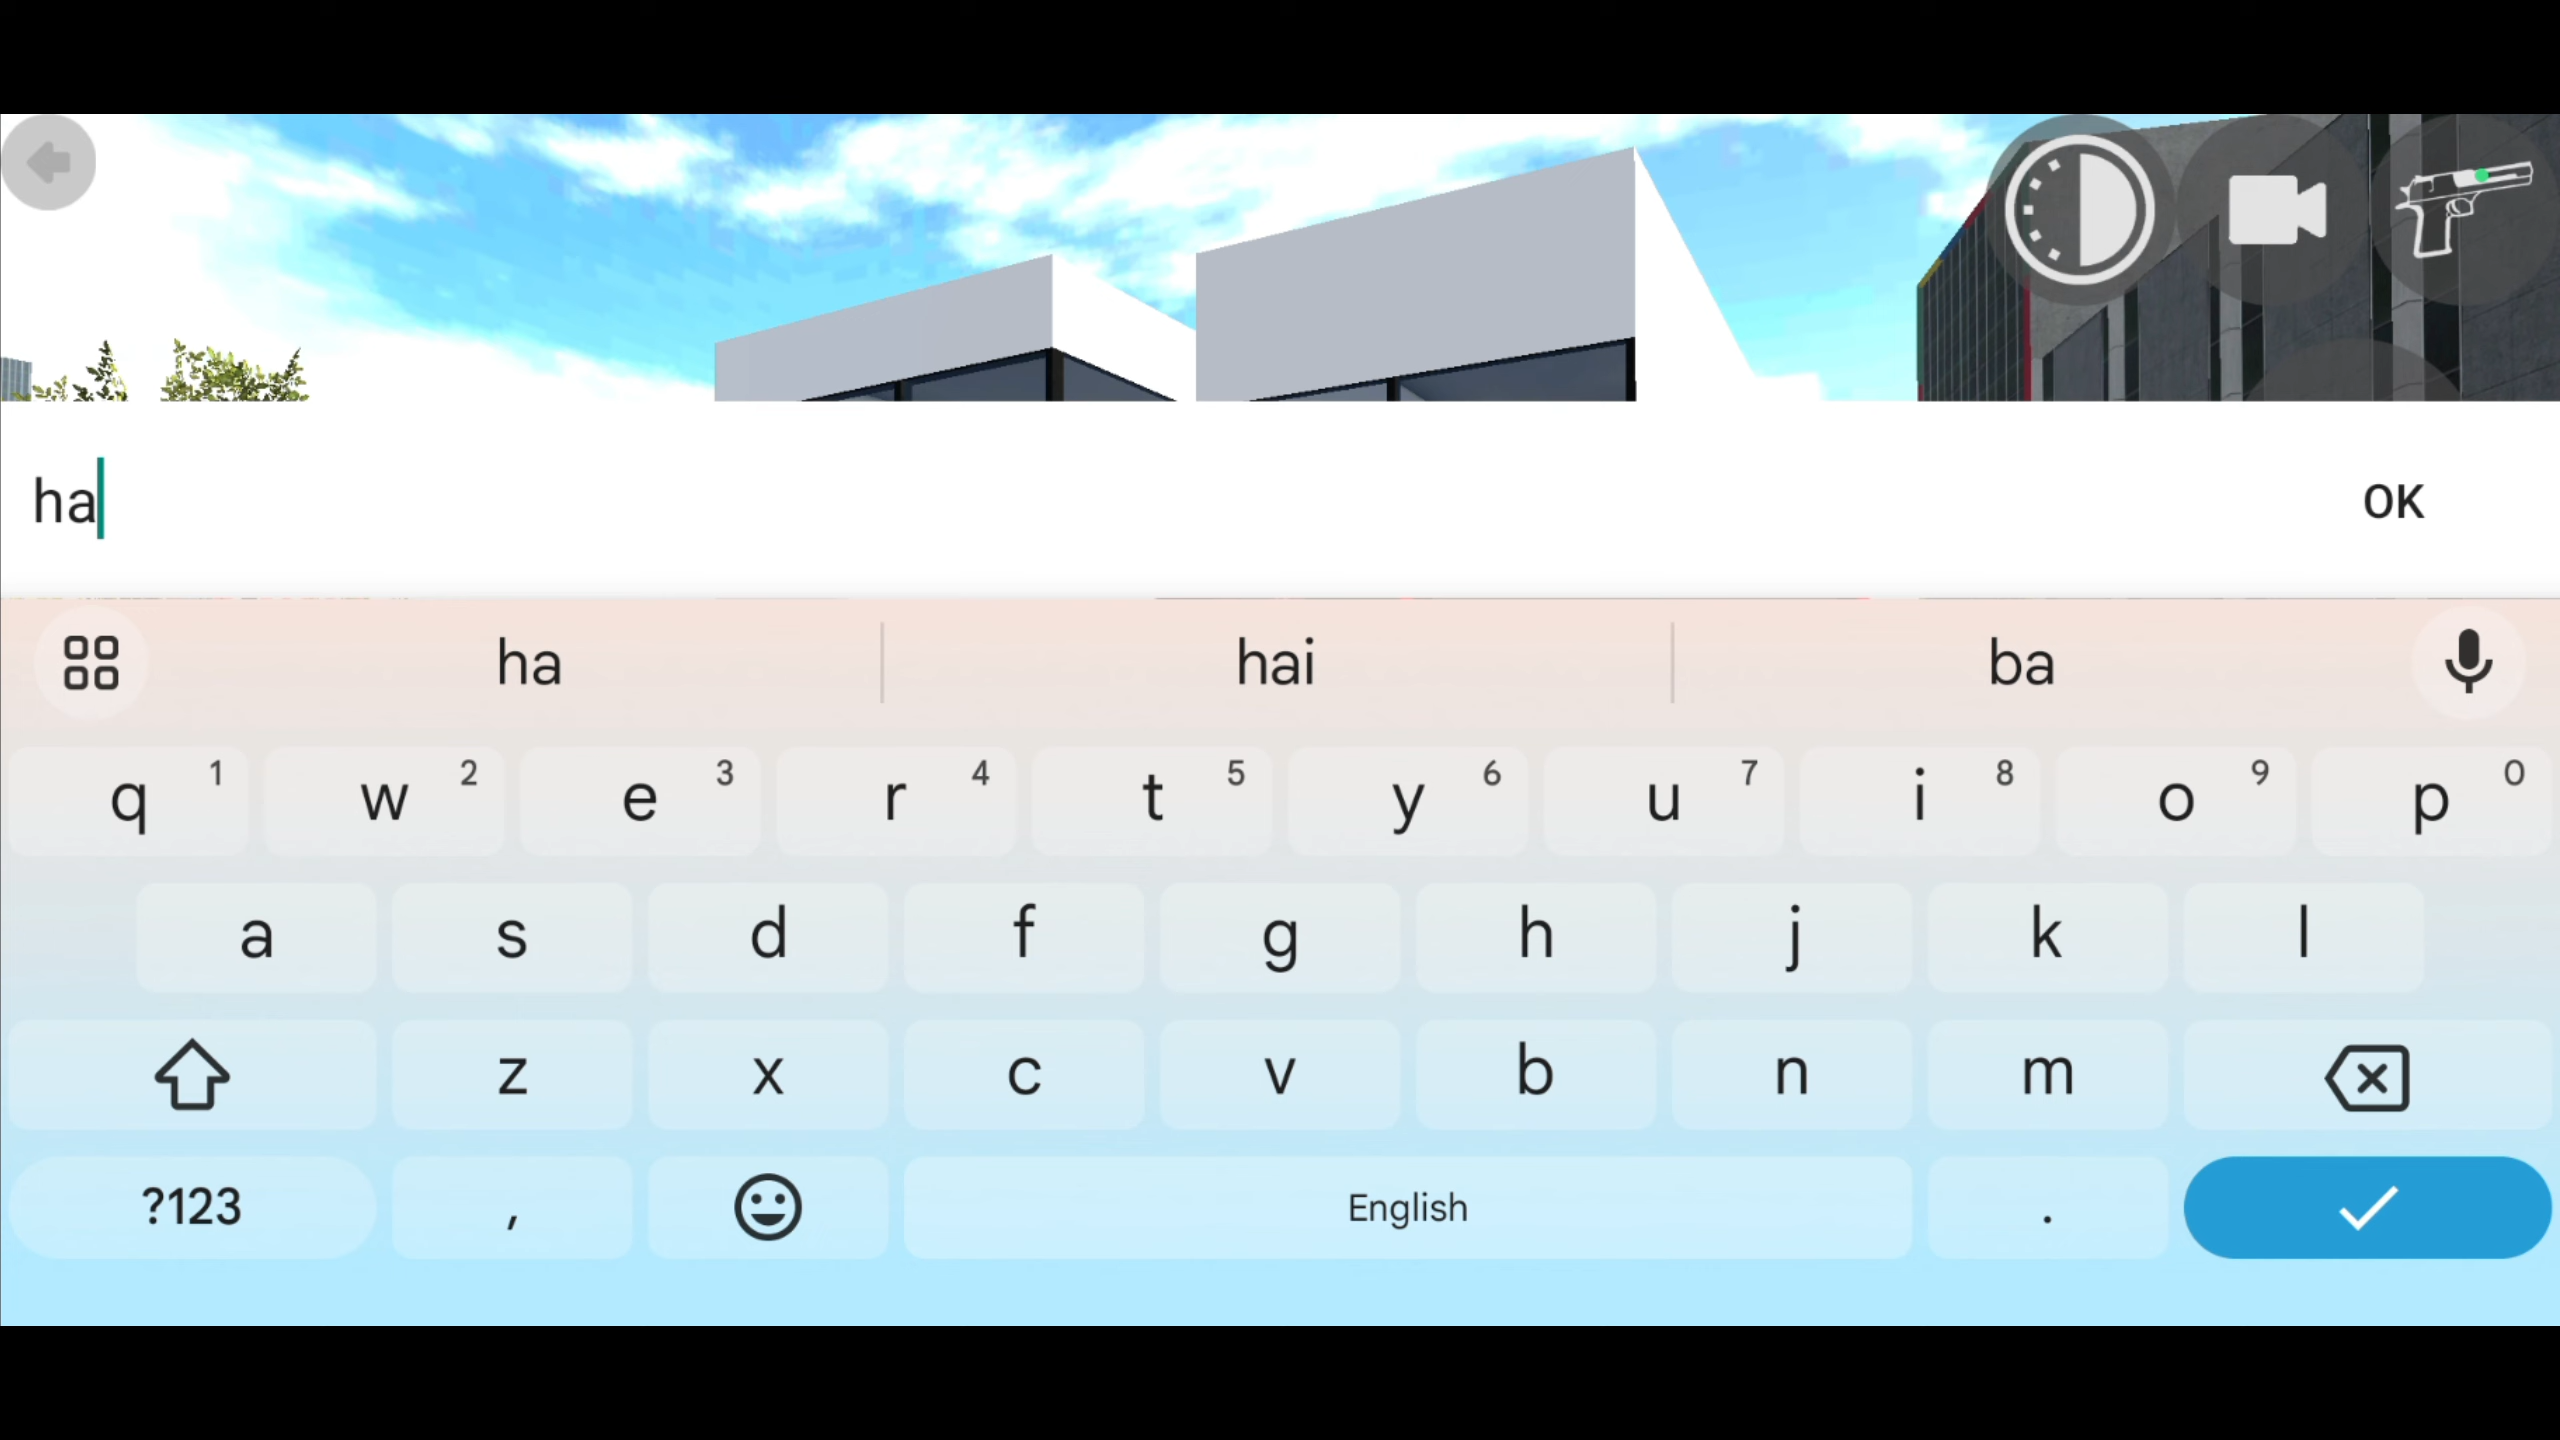 ha
OK
ha hai ba
q 1 w 2 e 3 r 4 t 5 y 6 u 7 i 8 o 9 p 0
a s d f g h j k l
z x c v b n m
?123 , English .